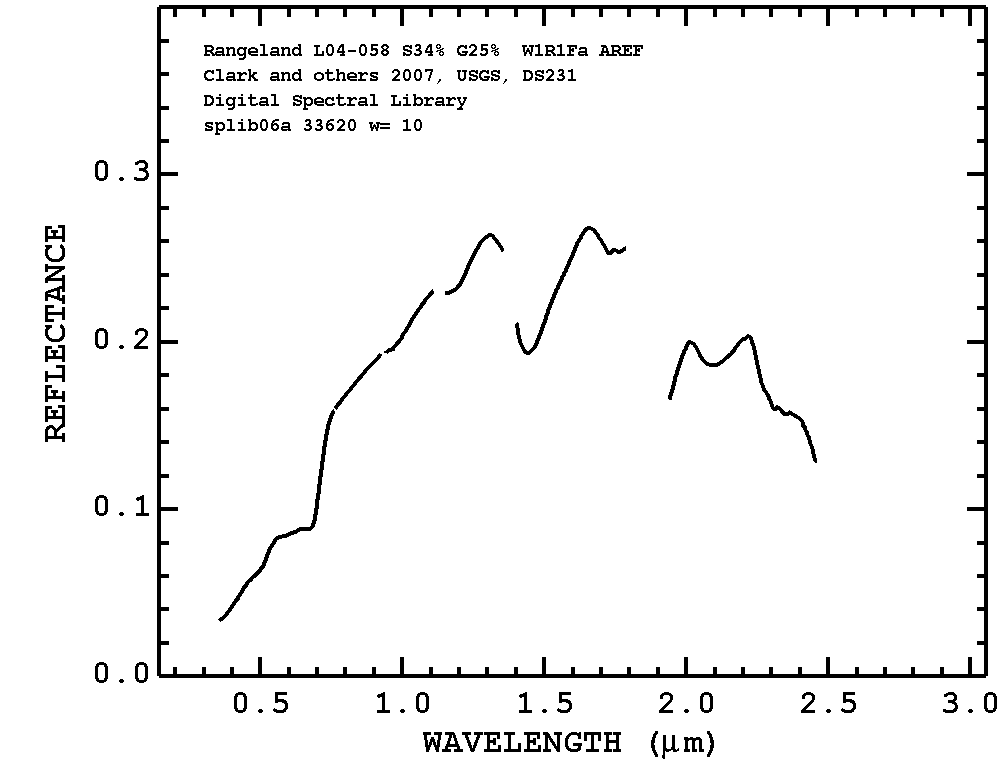 Rangeland L04-058 S34% G25% W1R1Fa AREF
Clark and others 2007, USGS, DS231
Digital Spectral Library
splib06a 33620 w= 10
0.3
0.2
0.1
0.0
REFLECTANCE
0.5 1.0 1.5 2.0 2.5 3.0
WAVELENGTH (μm)